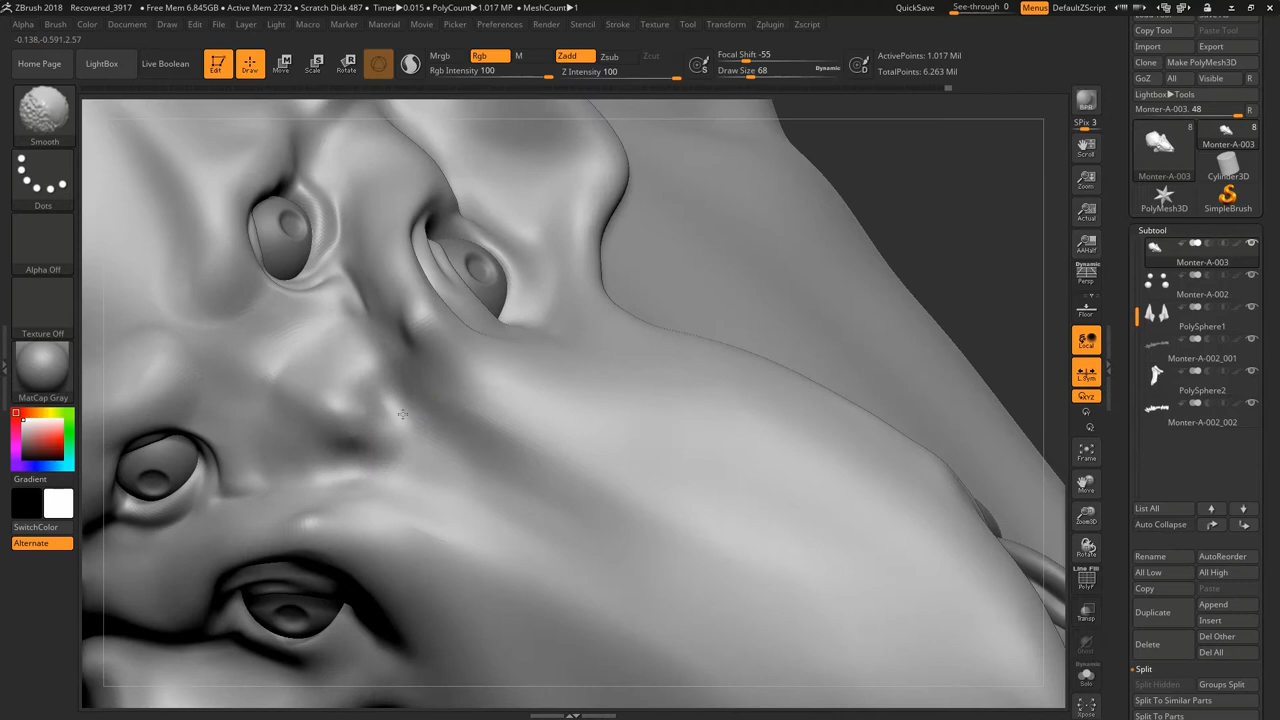 ZBrush 2018 Recovered_3917 • Free Mem 6.845GB • Active Mem 2732 • Scratch Disk 487 • Timer▶0.015 • PolyCount▶1.017 MP • MeshCount▶1
QuickSave See-through 0 Menus DefaultZScript
Alpha Brush Color Document Draw Edit File Layer Light Macro Marker Material Movie Picker Preferences Render Stencil Stroke Texture Tool Transform Zplugin Zscript
-0.138,-0.591,2.57
Home Page LightBox Live Boolean
Edit Draw Move Scale Rotate
Mrgb Rgb M
Rgb Intensity 100
Zadd Zsub Zcut
Z Intensity 100
S
Focal Shift -55
Draw Size 68 Dynamic
D
ActivePoints: 1.017 Mil
TotalPoints: 6.263 Mil
Smooth
Dots
Alpha Off
Texture Off
MatCap Gray
Gradient
SwitchColor
Alternate
BPR
SPix 3
Scroll
Zoom
Actual
AAHalf
Dynamic
Persp
Floor
Local
L.Sym
XYZ
Frame
Move
Zoom3D
Rotate
Line Fill
PolyF
Transp
Ghost
Dynamic
Solo
Xpose
Copy Tool Paste Tool
Import Export
Clone Make PolyMesh3D
GoZ All Visible R
Lightbox▶Tools
Monter-A-003. 48 R
8 8
Monter-A-003
Monter-A-003 Cylinder3D
PolyMesh3D SimpleBrush
Subtool
Monter-A-003
Monter-A-002
PolySphere1
Monter-A-002_001
PolySphere2
Monter-A-002_002
List All
Auto Collapse
Rename AutoReorder
All Low All High
Copy Paste
Duplicate Append
Insert
Delete Del Other
Del All
Split
Split Hidden Groups Split
Split To Similar Parts
Split To Parts